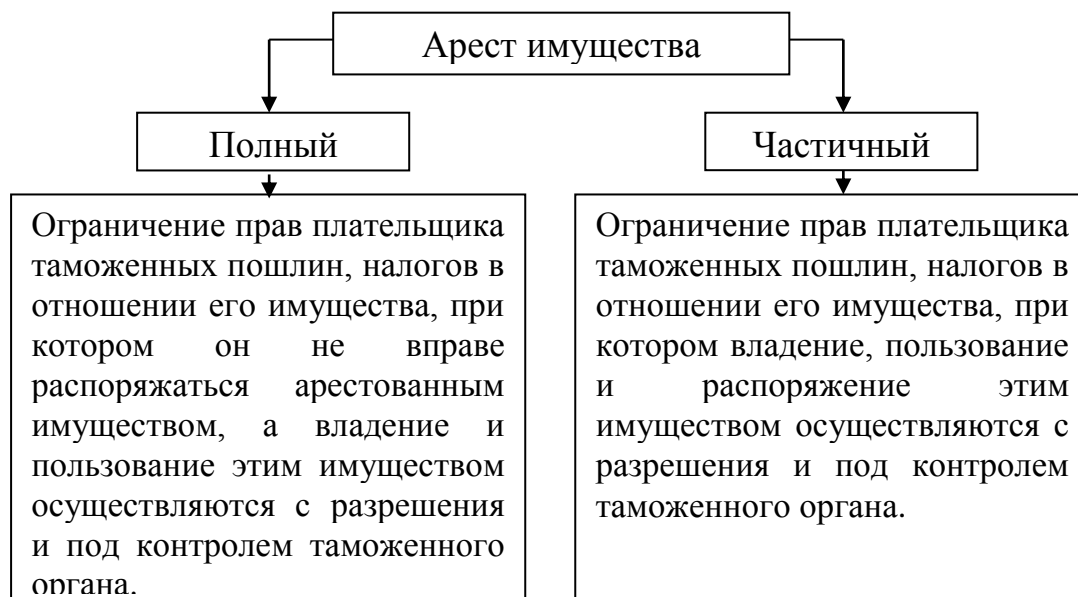 Арест имущества
Полный
Частичный
Ограничение прав плательщика
таможенных пошлин, налогов в
отношении его имущества, при
котором он не вправе
распоряжаться арестованным
имуществом, а владение и
пользование этим имуществом
осуществляются с разрешения
и под контролем таможенного
органа.
Ограничение прав плательщика
таможенных пошлин, налогов в
отношении его имущества, при
котором владение, пользование
и распоряжение этим
имуществом осуществляются с
разрешения и под контролем
таможенного органа.